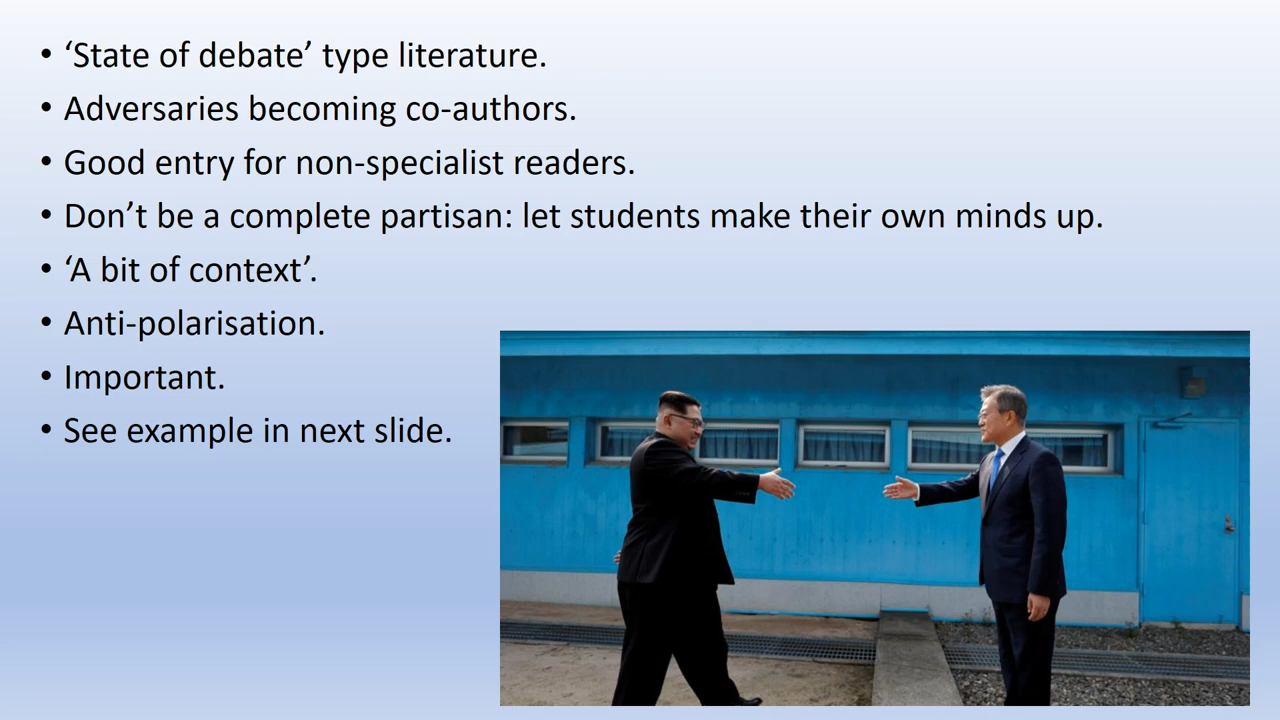 • ‘State of debate’ type literature.
• Adversaries becoming co-authors.
• Good entry for non-specialist readers.
• Don’t be a complete partisan: let students make their own minds up.
• ‘A bit of context’.
• Anti-polarisation.
• Important.
• See example in next slide.